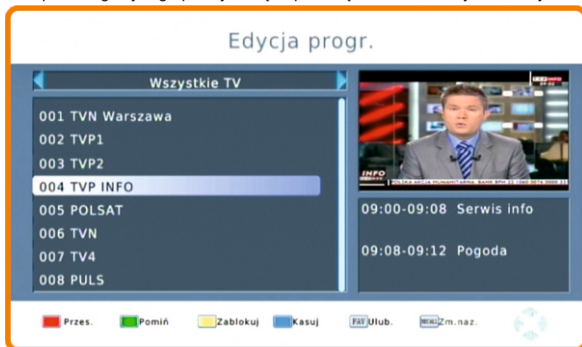 Edycja progr.
Wszystkie TV
001 TVN Warszawa
002 TVP1
003 TVP2
004 TVP INFO
005 POLSAT
006 TVN
007 TV4
008 PULS
INFO
09:00-09:08 Serwis info
09:08-09:12 Pogoda
Przes.
Pomiń
Zablokuj
Kasuj
FAV Ulub.
RECALL Zm.naz.